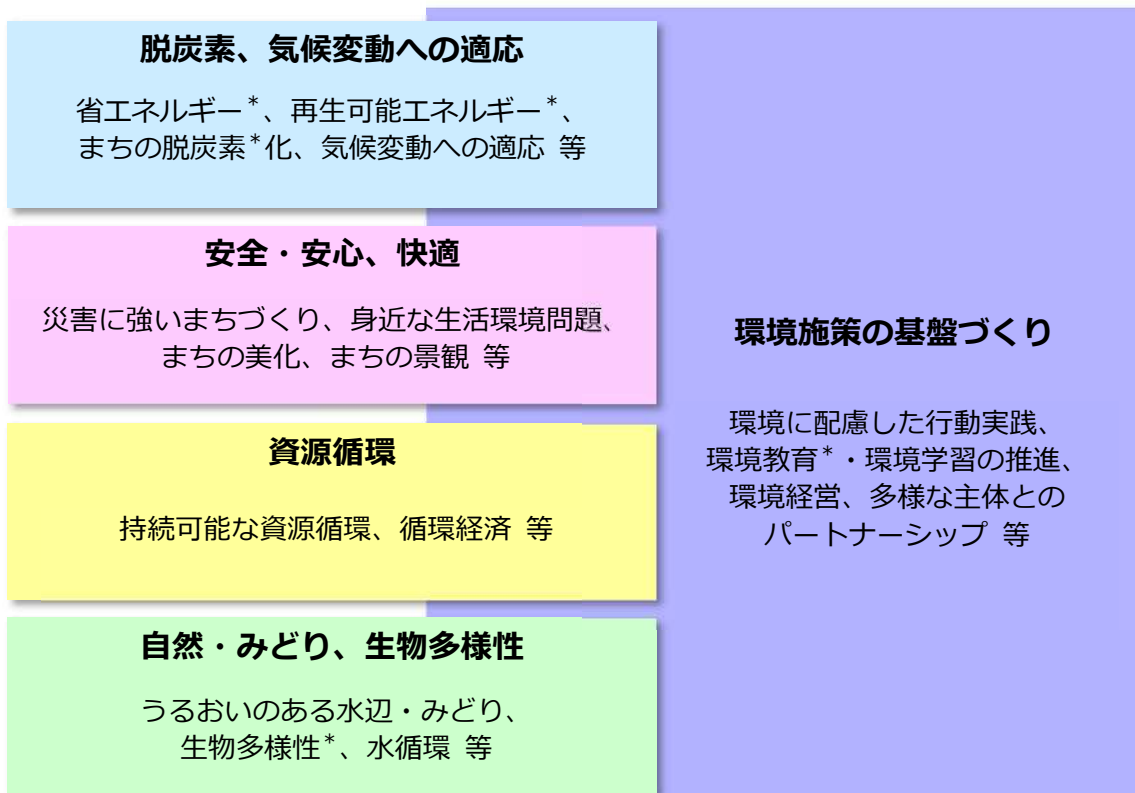 脱炭素、気候変動への適応
省エネルギー*、再生可能エネルギー*、
まちの脱炭素*化、気候変動への適応 等
安全・安心、快適
災害に強いまちづくり、身近な生活環境問題、
まちの美化、まちの景観 等
資源循環
持続可能な資源循環、循環経済 等
自然・みどり、生物多様性
うるおいのある水辺・みどり、
生物多様性*、水循環 等
環境施策の基盤づくり
環境に配慮した行動実践、
環境教育*・環境学習の推進、
環境経営、多様な主体との
パートナーシップ 等